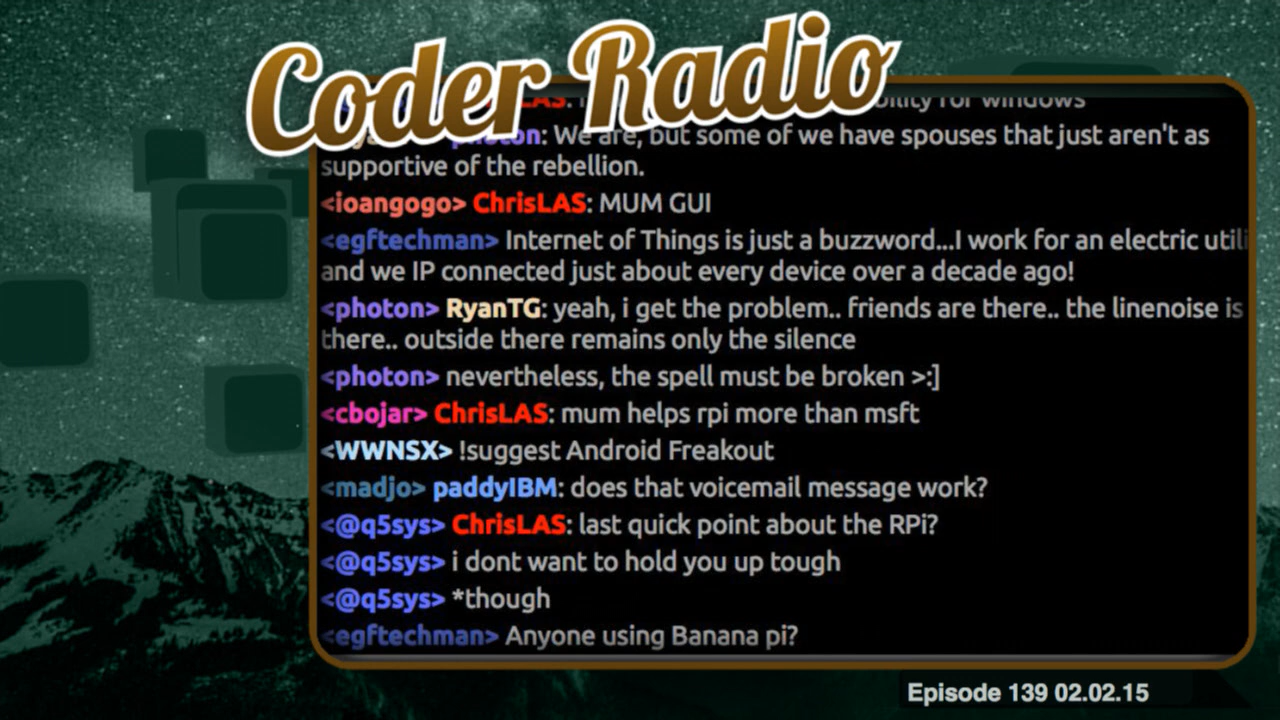 Coder Radio
for windows
photon: We are, but some of we have spouses that just aren't as
supportive of the rebellion.
<ioangogo> ChrisLAS: MUM GUI
<egftechman> Internet of Things is just a buzzword...I work for an electric utili
and we IP connected just about every device over a decade ago!
<photon> RyanTG: yeah, i get the problem.. friends are there.. the linenoise is
there.. outside there remains only the silence
<photon> nevertheless, the spell must be broken >:]
<cbojar> ChrisLAS: mum helps rpi more than msft
<WWNSX> !suggest Android Freakout
<madjo> paddyIBM: does that voicemail message work?
<@q5sys> ChrisLAS: last quick point about the RPi?
<@q5sys> i dont want to hold you up tough
<@q5sys> *though
<egftechman> Anyone using Banana pi?
Episode 139 02.02.15